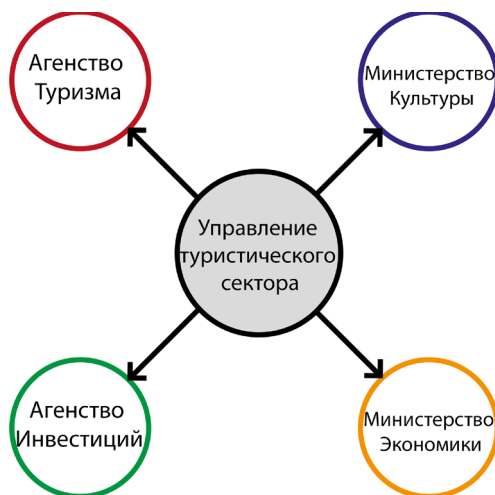 Агенство
Туризма
Министерство
Культуры
Управление
туристического
сектора
Агенство
Инвестиций
Министерство
Экономики